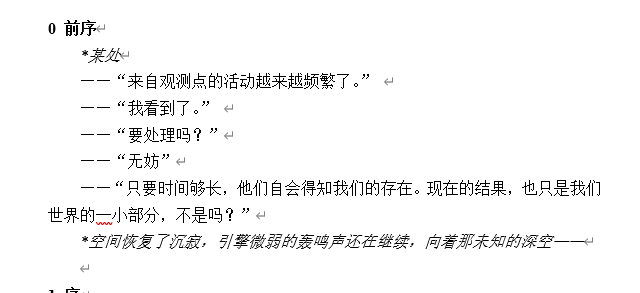 0 前序
*某处
——“来自观测点的活动越来越频繁了。”
——“我看到了。”
——“要处理吗？”
——“无妨”
——“只要时间够长，他们自会得知我们的存在。现在的结果，也只是我们
世界的一小部分，不是吗？”
*空间恢复了沉寂，引擎微弱的轰鸣声还在继续，向着那未知的深空——